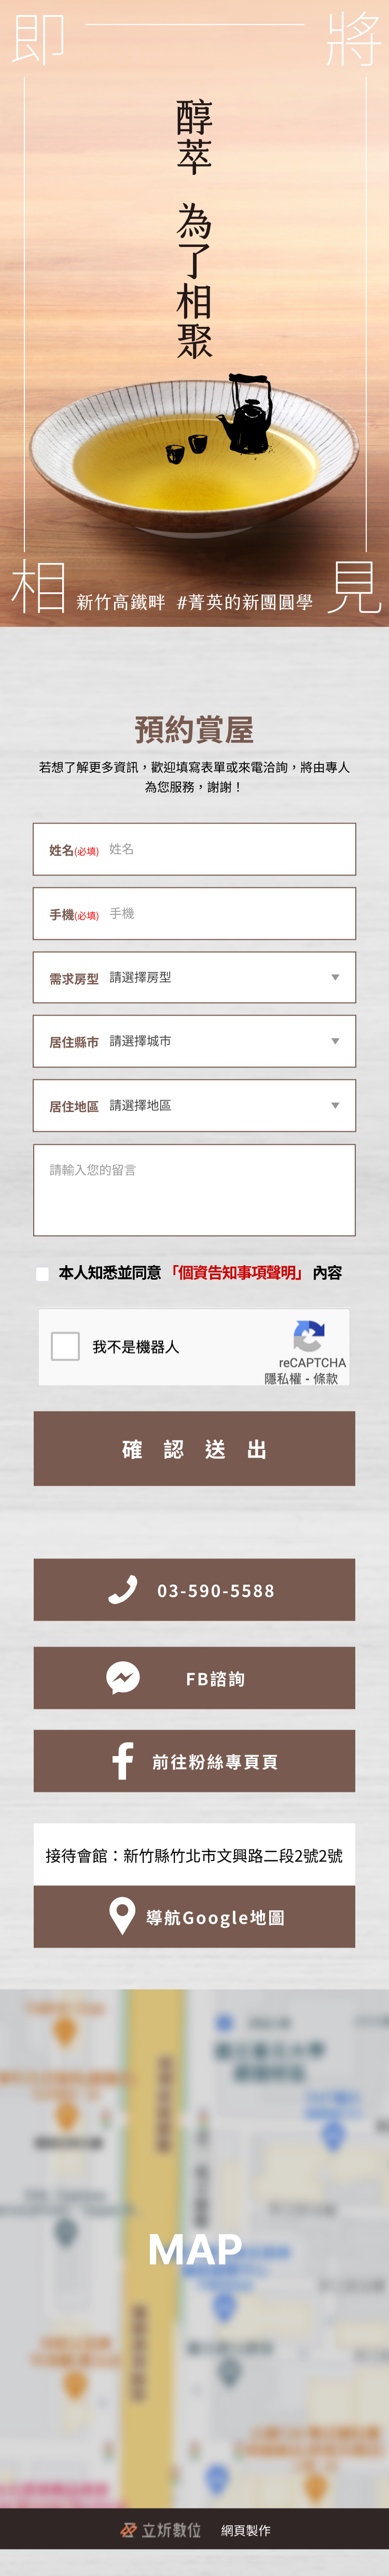 即將
醇萃 為了相聚
相見
新竹高鐵畔 #菁英的新團圓學
預約賞屋
若想了解更多資訊，歡迎填寫表單或來電洽詢，將由專人
為您服務，謝謝！
姓名(必填) 姓名
手機(必填) 手機
需求房型 請選擇房型
居住縣市 請選擇城市
居住地區 請選擇地區
請輸入您的留言
本人知悉並同意「個資告知事項聲明」內容
我不是機器人
reCAPTCHA
隱私權 - 條款
確認送出
03-590-5588
FB諮詢
前往粉絲專頁頁
接待會館：新竹縣竹北市文興路二段2號2號
導航Google地圖
MAP
立炘數位 網頁製作